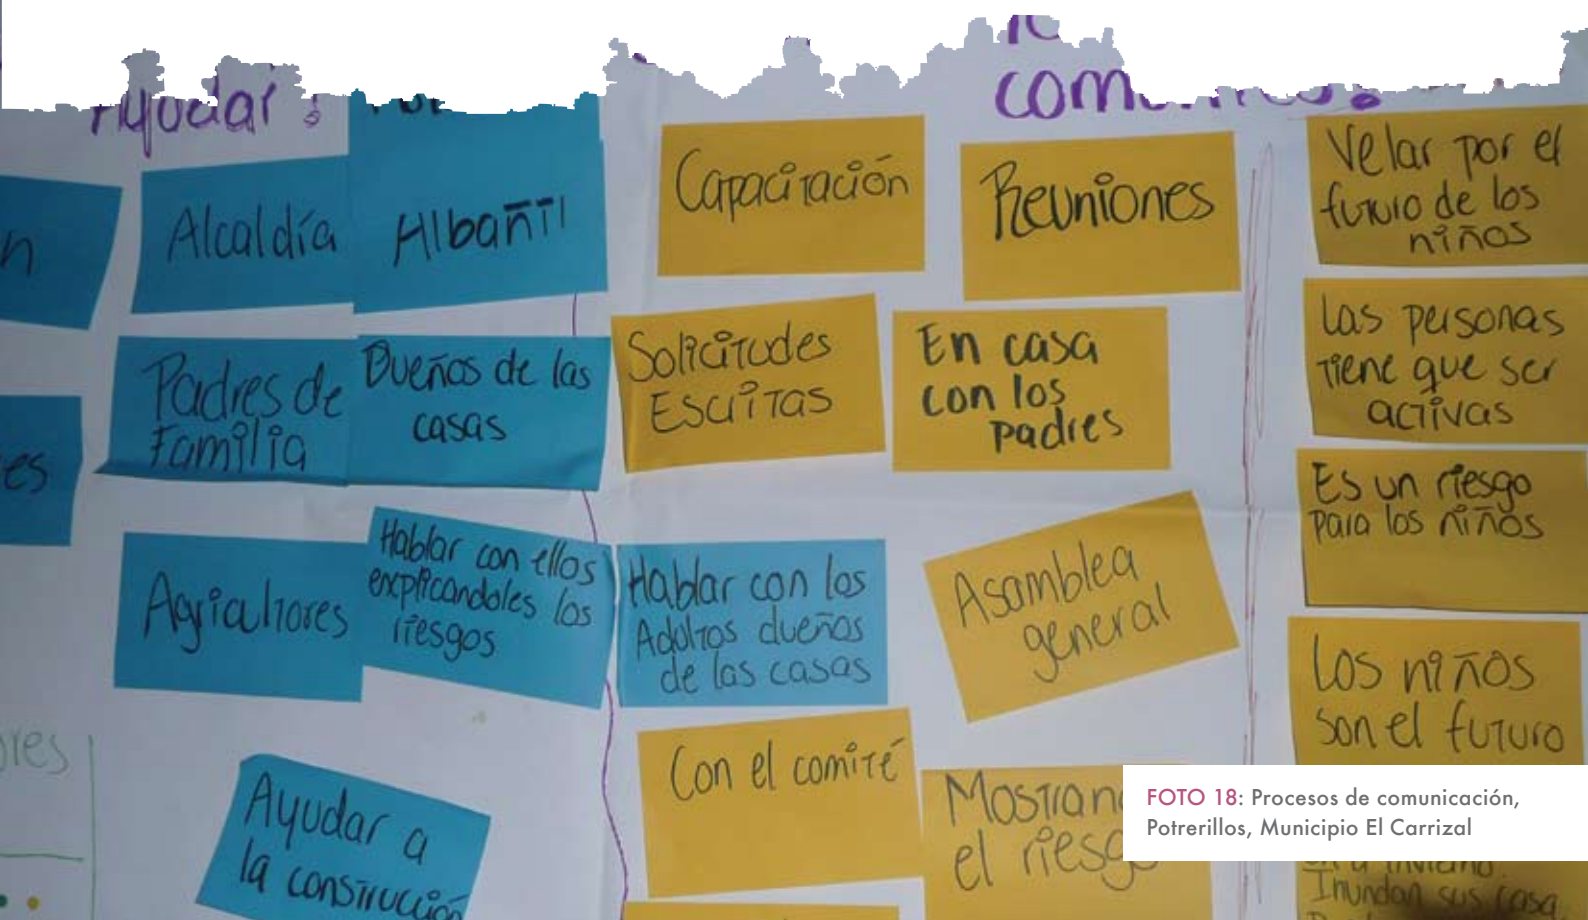 Ayudar?
Alcaldía
Albañil
Padres de
Familia
Dueños de las
casas
Agricultores
Hablar con ellos
explicandoles los
riesgos
Ayudar a
la construcción
Capacitación
Reuniones
Solicitudes
Escritas
En casa
con los
padres
Hablar con los
Adultos dueños
de las casas
Asamblea
general
Con el comité
el riesgo
Velar por el
futuro de los
niños
Las personas
tiene que ser
activas
Es un riesgo
para los niños
Los niños
son el futuro
Inundan sus casa
FOTO 18: Procesos de comunicación,
Potrerillos, Municipio El Carrizal